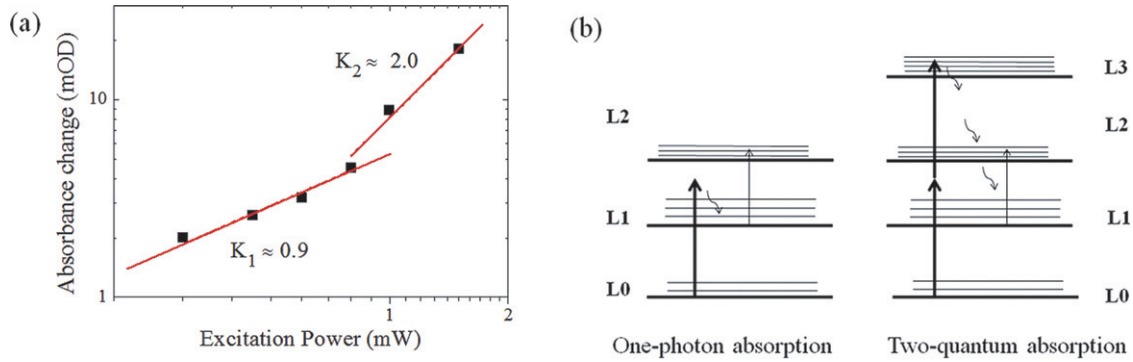 (a)
Absorbance change (mOD)
10
1
K₂ ≈ 2.0
K₁ ≈ 0.9
1
2
Excitation Power (mW)
(b)
L2
L1
L0
One-photon absorption
L3
L2
L1
L0
Two-quantum absorption